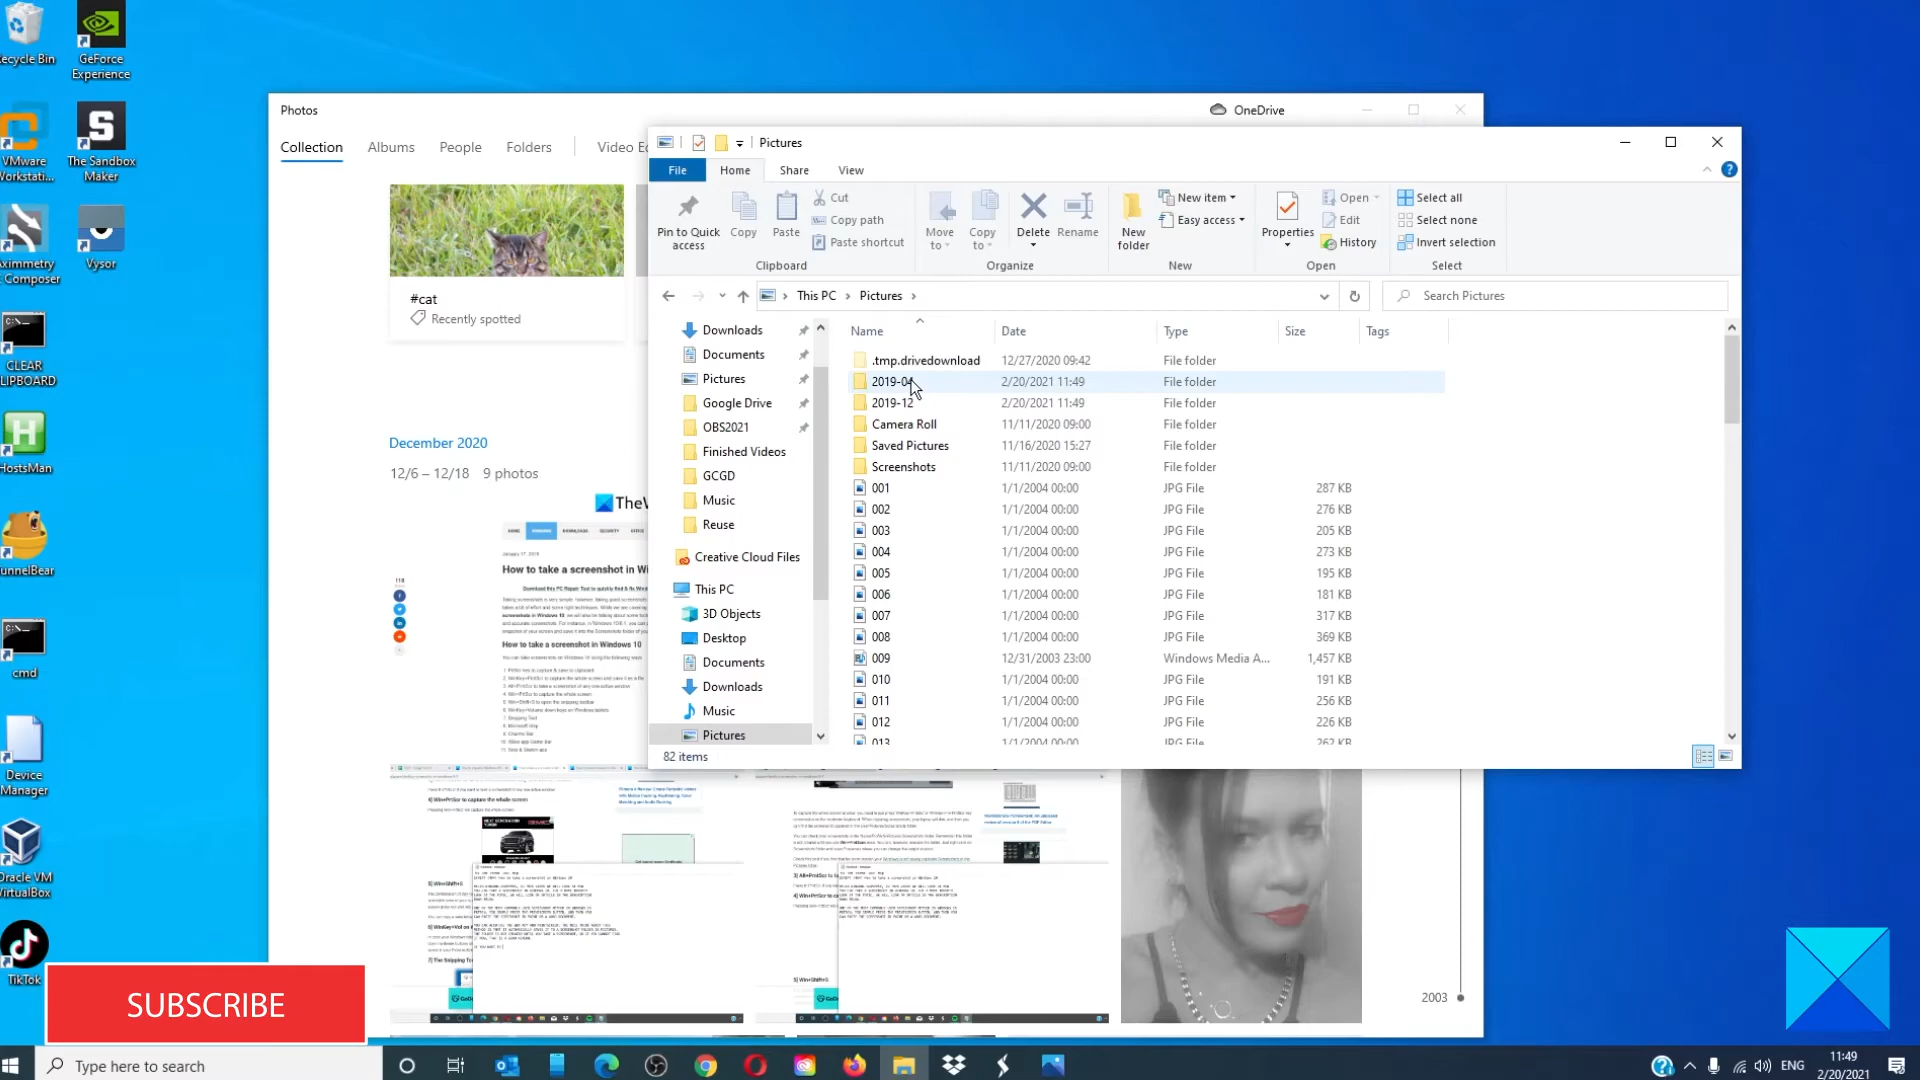 ecycle Bin
GeForce
Experience
VMware
Workstati...
The Sandbox
Maker
Aximmetry
Composer
Vysor
CLEAR
CLIPBOARD
HostsMan
TunnelBear
cmd
Device
Manager
Oracle VM
VirtualBox
TikTok
SUBSCRIBE
Photos
OneDrive
Collection
Albums
People
Folders
Video E
#cat
Recently spotted
December 2020
12/6 – 12/18 9 photos
TheW
How to take a screenshot in Wi
How to take a screenshot in Windows 10
2003
Pictures
File
Home
Share
View
Pin to Quick
access
Copy
Paste
Cut
Copy path
Paste shortcut
Clipboard
Move
to
Copy
to
Delete
Rename
Organize
New
folder
New item
Easy access
New
Properties
Open
Edit
History
Open
Select all
Select none
Invert selection
Select
This PC
Pictures
Search Pictures
Downloads
Documents
Pictures
Google Drive
OBS2021
Finished Videos
GCGD
Music
Reuse
Creative Cloud Files
This PC
3D Objects
Desktop
Documents
Downloads
Music
Pictures
Name Date Type Size Tags
.tmp.drivedownload 12/27/2020 09:42 File folder
2019-04 2/20/2021 11:49 File folder
2019-12 2/20/2021 11:49 File folder
Camera Roll 11/11/2020 09:00 File folder
Saved Pictures 11/16/2020 15:27 File folder
Screenshots 11/11/2020 09:00 File folder
001 1/1/2004 00:00 JPG File 287 KB
002 1/1/2004 00:00 JPG File 276 KB
003 1/1/2004 00:00 JPG File 205 KB
004 1/1/2004 00:00 JPG File 273 KB
005 1/1/2004 00:00 JPG File 195 KB
006 1/1/2004 00:00 JPG File 181 KB
007 1/1/2004 00:00 JPG File 317 KB
008 1/1/2004 00:00 JPG File 369 KB
009 12/31/2003 23:00 Windows Media A... 1,457 KB
010 1/1/2004 00:00 JPG File 191 KB
011 1/1/2004 00:00 JPG File 256 KB
012 1/1/2004 00:00 JPG File 226 KB
013 1/1/2004 00:00 JPG File 262 KB
82 items
Type here to search
ENG
11:49
2/20/2021